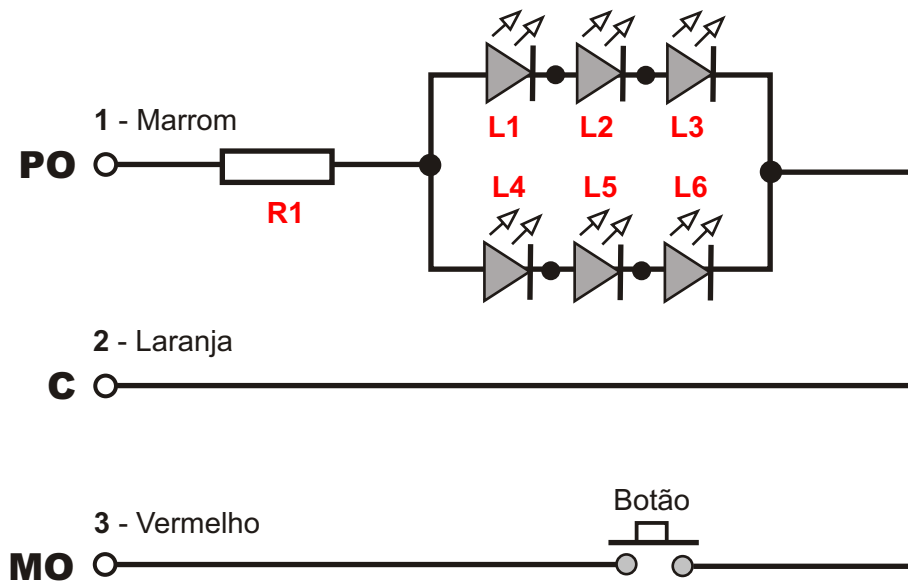 L1 L2 L3
1 - Marrom
PO
R1
L4 L5 L6
2 - Laranja
C
3 - Vermelho
Botão
MO